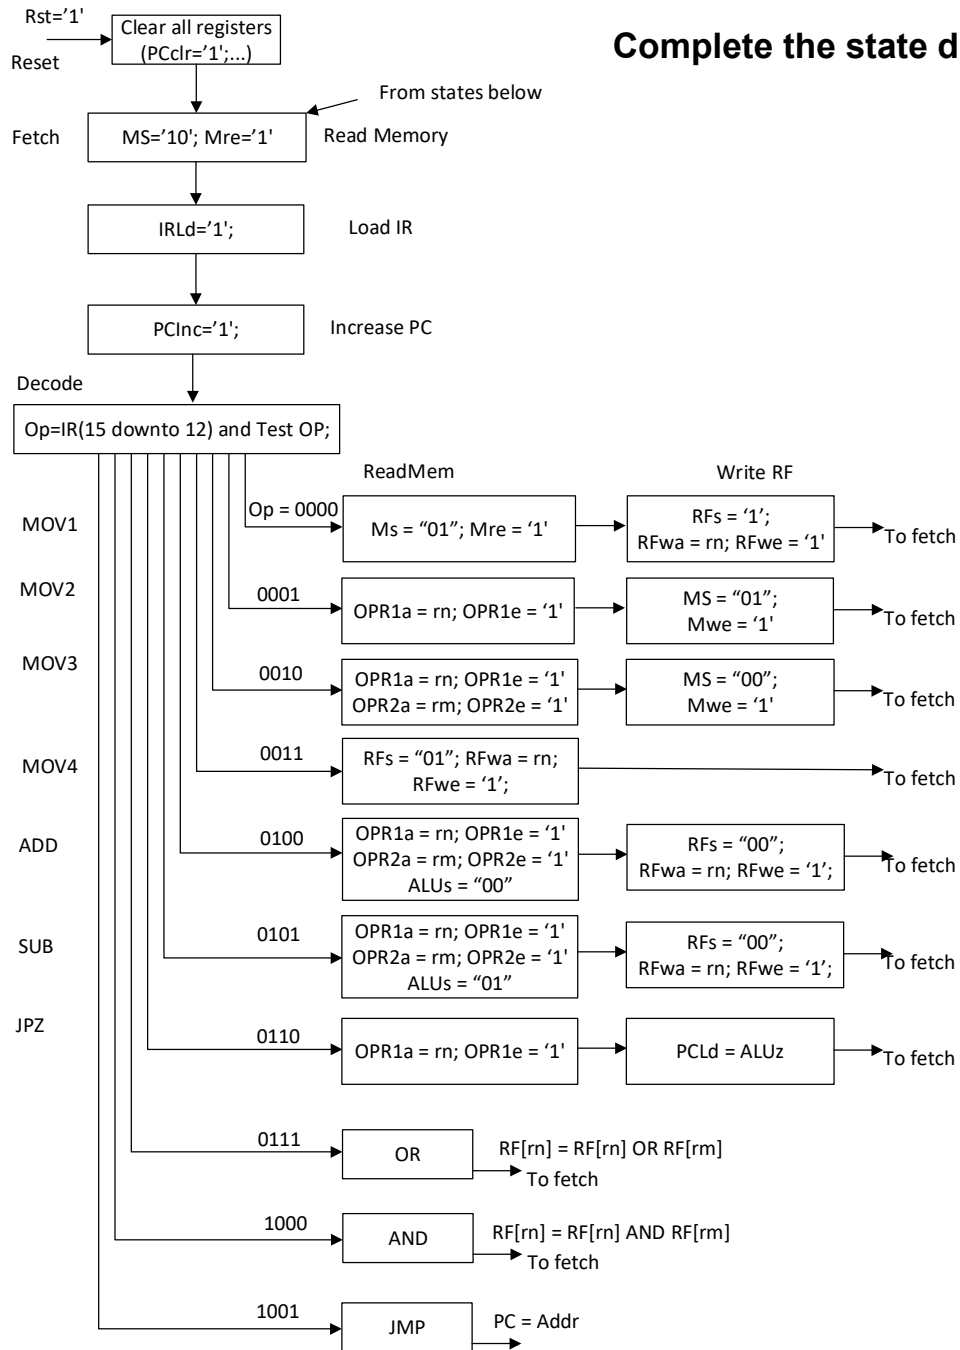 Complete the state d
Rst=’1'
Reset
Clear all registers
(PCclr=’1’;...)
From states below
Fetch
MS=’10'; Mre=’1'
Read Memory
IRLd=’1';
Load IR
PCInc=’1’;
Increase PC
Decode
Op=IR(15 downto 12) and Test OP;
ReadMem
Write RF
MOV1
Op = 0000
Ms = “01”; Mre = ‘1'
RFs = ‘1’;
RFwa = rn; RFwe = ‘1'
To fetch
MOV2
0001
OPR1a = rn; OPR1e = ‘1'
MS = “01”;
Mwe = ‘1'
To fetch
MOV3
0010
OPR1a = rn; OPR1e = ‘1'
OPR2a = rm; OPR2e = ‘1'
MS = “00”;
Mwe = ‘1'
To fetch
MOV4
0011
RFs = “01”; RFwa = rn;
RFwe = ‘1’;
To fetch
ADD
0100
OPR1a = rn; OPR1e = ‘1'
OPR2a = rm; OPR2e = ‘1'
ALUs = “00”
RFs = “00”;
RFwa = rn; RFwe = ‘1’;
To fetch
SUB
0101
OPR1a = rn; OPR1e = ‘1'
OPR2a = rm; OPR2e = ‘1'
ALUs = “01”
RFs = “00”;
RFwa = rn; RFwe = ‘1’;
To fetch
JPZ
0110
OPR1a = rn; OPR1e = ‘1'
PCLd = ALUz
To fetch
0111
OR
RF[rn] = RF[rn] OR RF[rm]
To fetch
1000
AND
RF[rn] = RF[rn] AND RF[rm]
To fetch
1001
JMP
PC = Addr